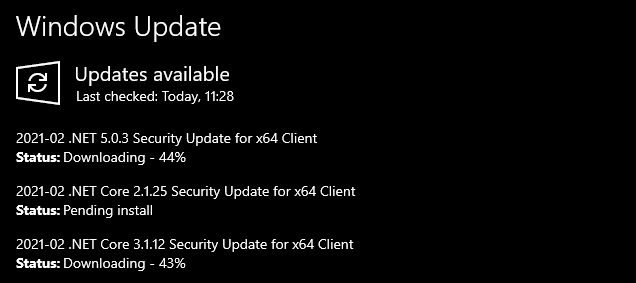 Windows Update
Updates available
Last checked: Today, 11:28
2021-02 .NET 5.0.3 Security Update for x64 Client
Status: Downloading - 44%
2021-02 .NET Core 2.1.25 Security Update for x64 Client
Status: Pending install
2021-02 .NET Core 3.1.12 Security Update for x64 Client
Status: Downloading - 43%